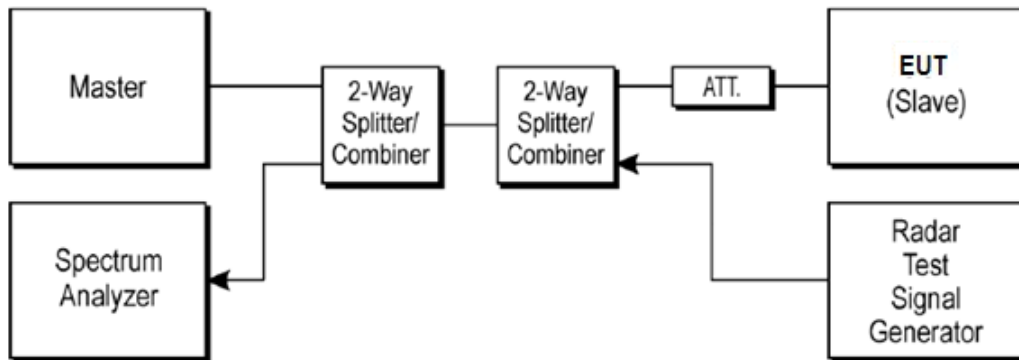 Master
2-Way
Splitter/
Combiner
2-Way
Splitter/
Combiner
ATT.
EUT
(Slave)
Spectrum
Analyzer
Radar
Test
Signal
Generator